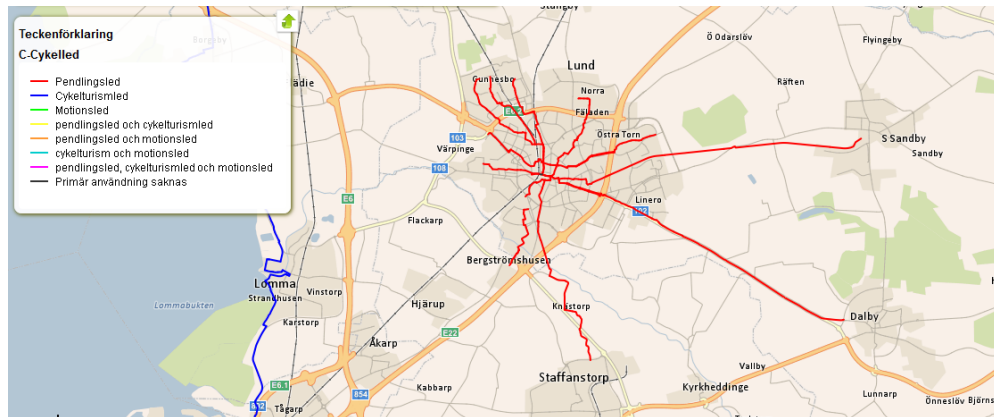 Teckenförklaring
C-Cykelled
Pendlingsled
Cykelturismled
Motionsled
pendlingsled och cykelturismled
pendlingsled och motionsled
cykelturism och motionsled
pendlingsled, cykelturismled och motionsled
Primär användning saknas
Ö Odarslöv
Flyingeby
Lund
Gunnesbo
Norra
Fäladen
Räften
103
Östra Torn
S Sandby
Sandby
Värpinge
108
E6
Linero
Flackarp
Bergströmshusen
Lomma
Strandhusen
Vinstorp
Lommabukten
Karstorp
Hjärup
Knästorp
Dalby
E22
Åkarp
Staffanstorp
Vallby
E6.1
854
Kabbarp
Kyrkheddinge
Lunnarp
Önneslöv
Björns
Tågarp